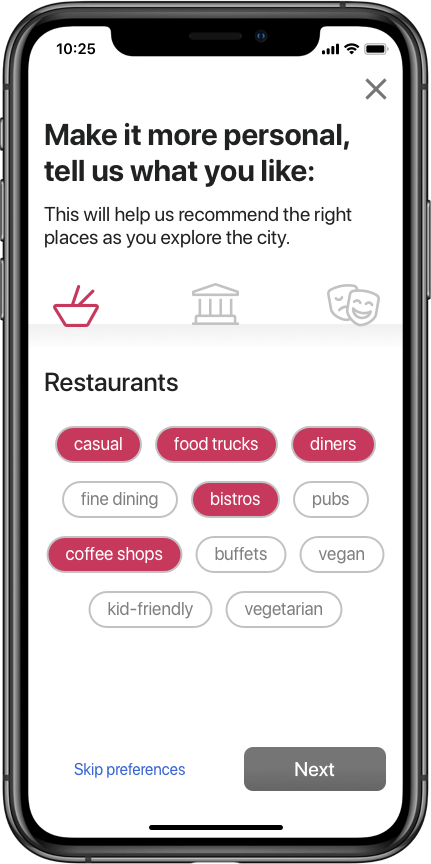 10:25
Make it more personal,
tell us what you like:
This will help us recommend the right
places as you explore the city.
Restaurants
casual food trucks diners
fine dining bistros pubs
coffee shops buffets vegan
kid-friendly vegetarian
Skip preferences Next